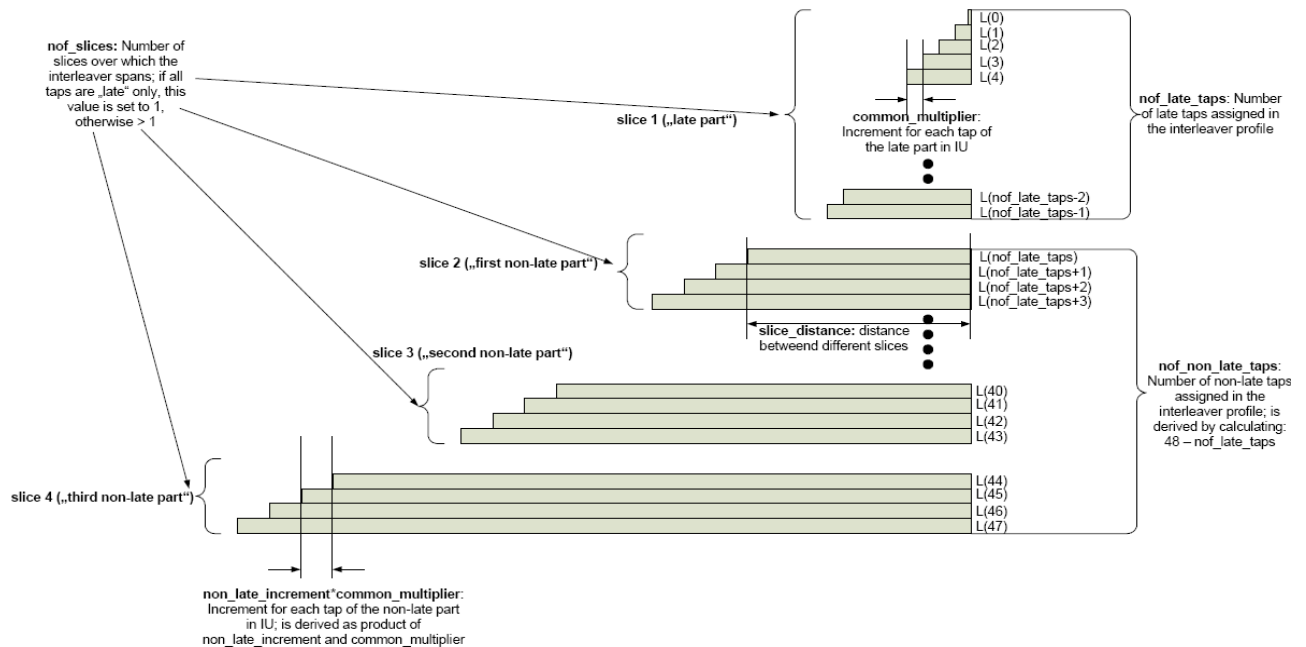 nof_slices: Number of
slices over which the
interleaver spans; if all
taps are „late“ only, this
value is set to 1,
otherwise > 1
slice 1 („late part“)
L(0)
L(1)
L(2)
L(3)
L(4)
common_multiplier:
Increment for each tap of
the late part in IU
L(nof_late_taps-2)
L(nof_late_taps-1)
nof_late_taps: Number
of late taps assigned in
the interleaver profile
slice 2 („first non-late part“)
L(nof_late_taps)
L(nof_late_taps+1)
L(nof_late_taps+2)
L(nof_late_taps+3)
slice_distance: distance
betweend different slices
slice 3 („second non-late part“)
L(40)
L(41)
L(42)
L(43)
nof_non_late_taps:
Number of non-late taps
assigned in the
interleaver profile; is
derived by calculating:
48 – nof_late_taps
slice 4 („third non-late part“)
L(44)
L(45)
L(46)
L(47)
non_late_increment*common_multiplier:
Increment for each tap of the non-late part
in IU; is derived as product of
non_late_increment and common_multiplier